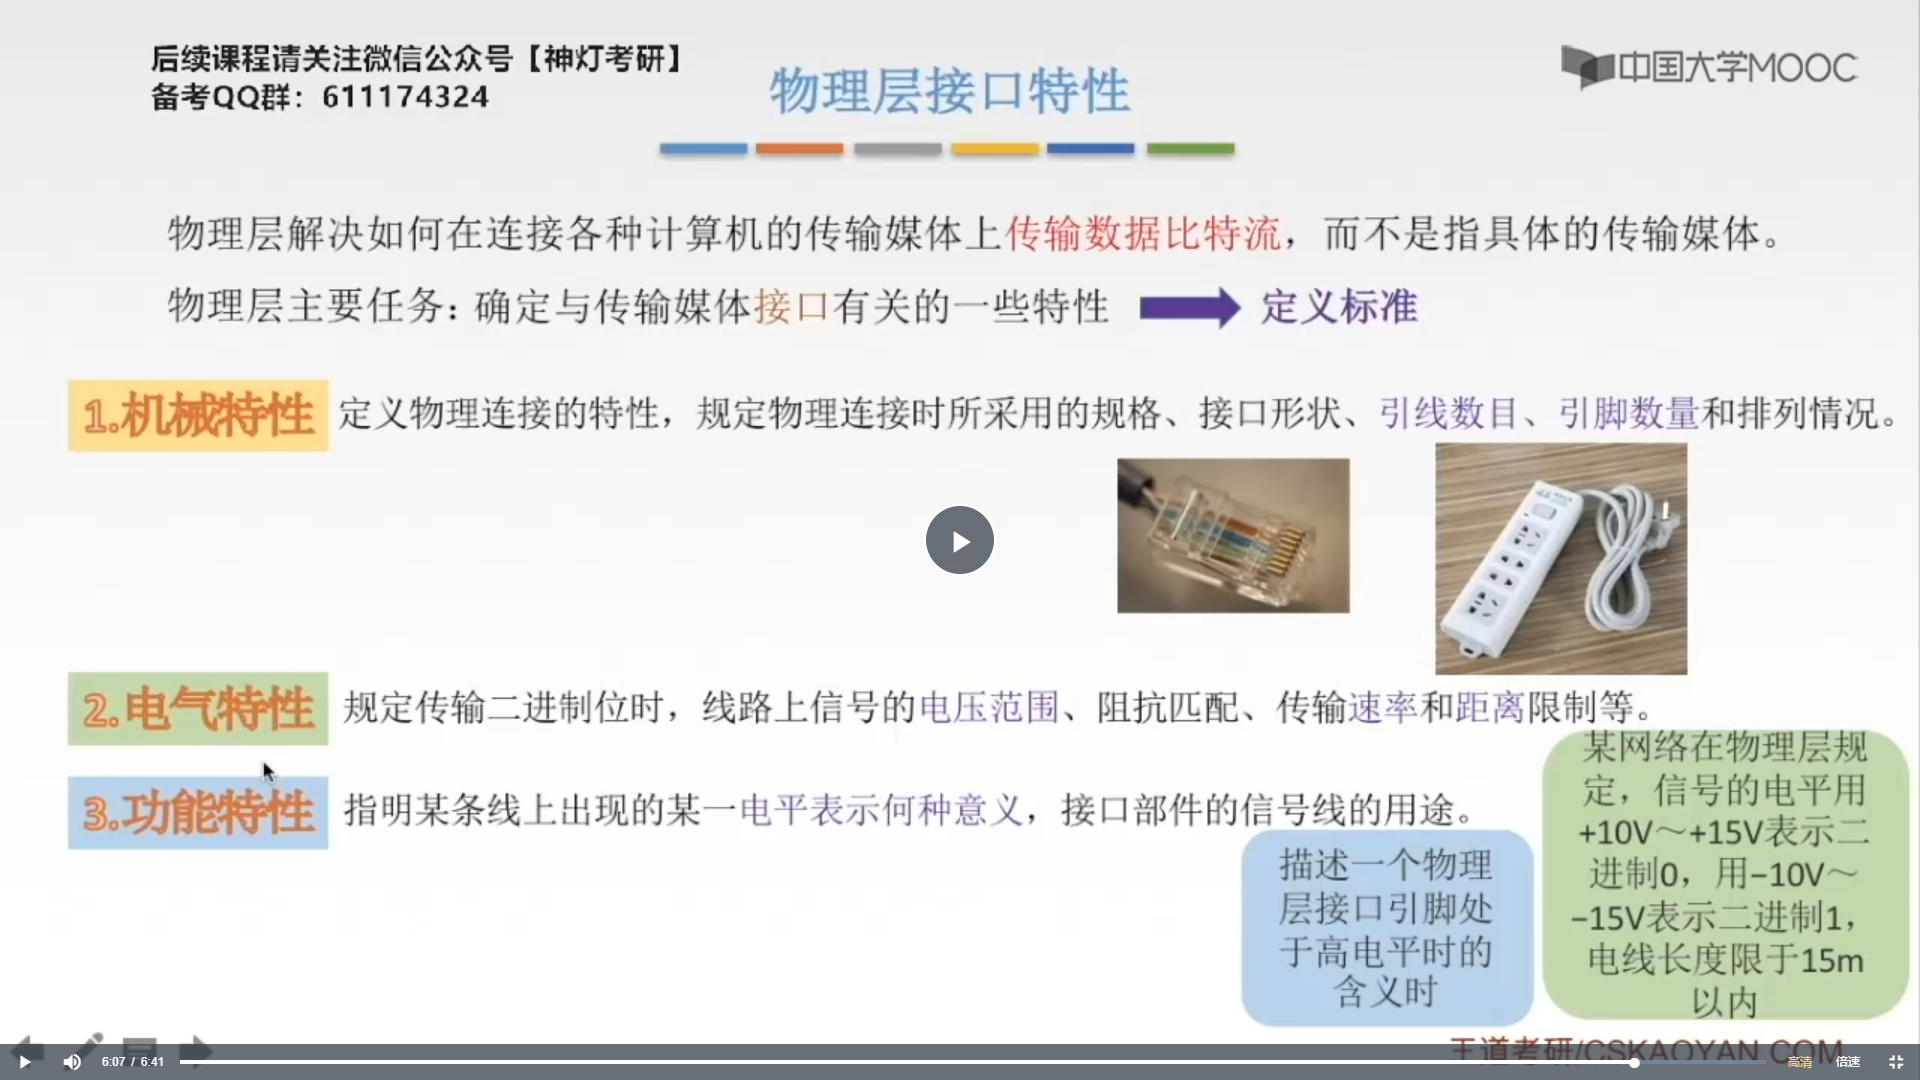 后续课程请关注微信公众号【神灯考研】
备考QQ群：611174324
物理层接口特性
中国大学MOOC
物理层解决如何在连接各种计算机的传输媒体上传输数据比特流，而不是指具体的传输媒体。
物理层主要任务：确定与传输媒体接口有关的一些特性
定义标准
1.机械特性
定义物理连接的特性，规定物理连接时所采用的规格、接口形状、引线数目、引脚数量和排列情况。
2.电气特性
规定传输二进制位时，线路上信号的电压范围、阻抗匹配、传输速率和距离限制等。
3.功能特性
指明某条线上出现的某一电平表示何种意义，接口部件的信号线的用途。
描述一个物理
层接口引脚处
于高电平时的
含义时
某网络在物理层规
定，信号的电平用
+10V～+15V表示二
进制0，用–10V～
–15V表示二进制1，
电线长度限于15m
以内
王道考研/CSKAOYAN.COM
6:07 / 6:41
高清
倍速